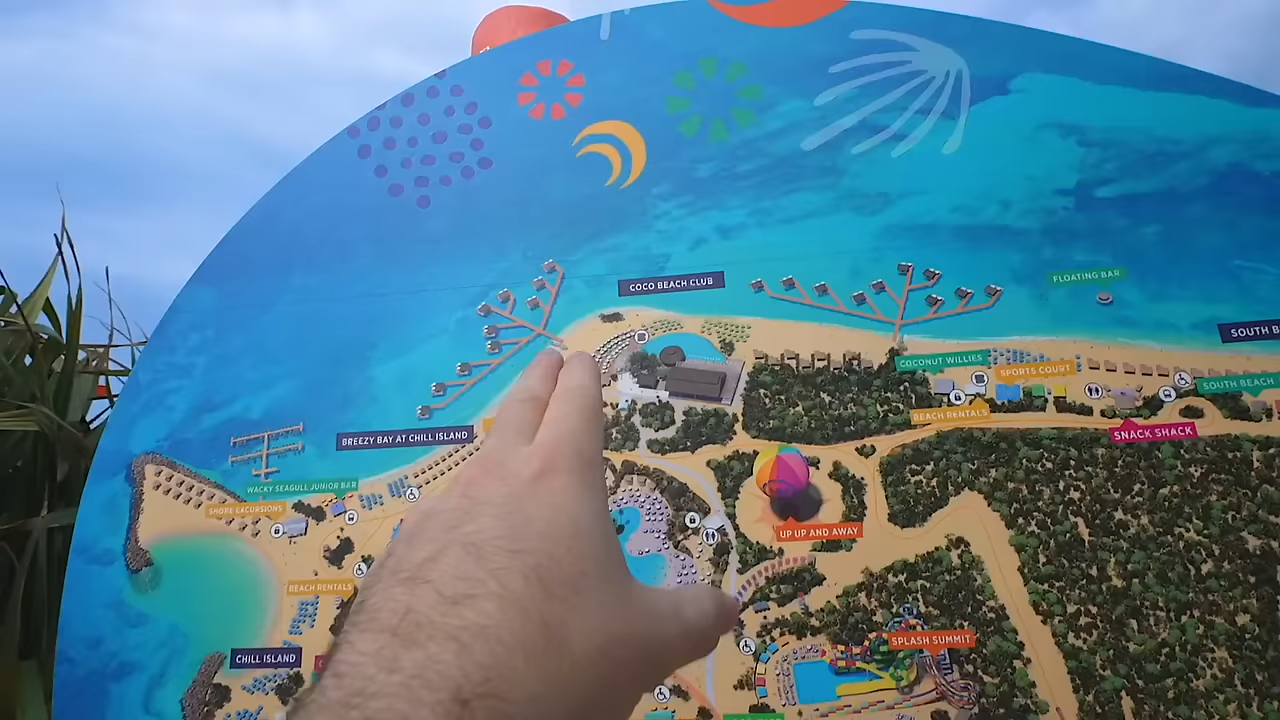 COCO BEACH CLUB
FLOATING BAR
SOUTH B
COCONUT WILLIES
SPORTS COURT
SOUTH BEACH
BEACH RENTALS
SNACK SHACK
BREEZY BAY AT CHILL ISLAND
WACKY SEAGULL JUNIOR BAR
SHORE EXCURSIONS
UP UP AND AWAY
BEACH RENTALS
SPLASH SUMMIT
CHILL ISLAND